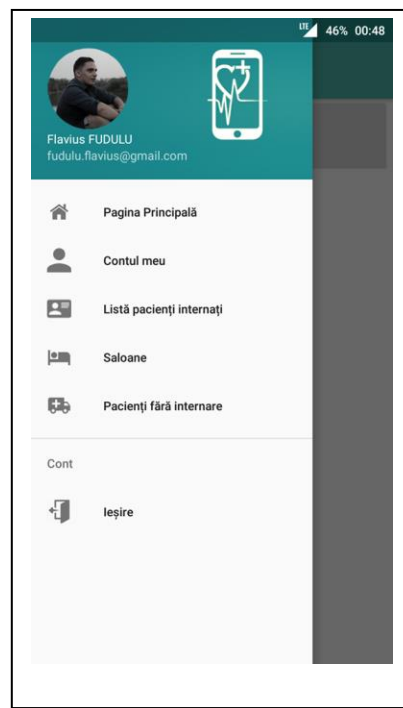 LTE 46% 00:48
Flavius FUDULU
fudulu.flavius@gmail.com
Pagina Principală
Contul meu
Listă pacienți internați
Saloane
Pacienți fără internare
Cont
Ieșire